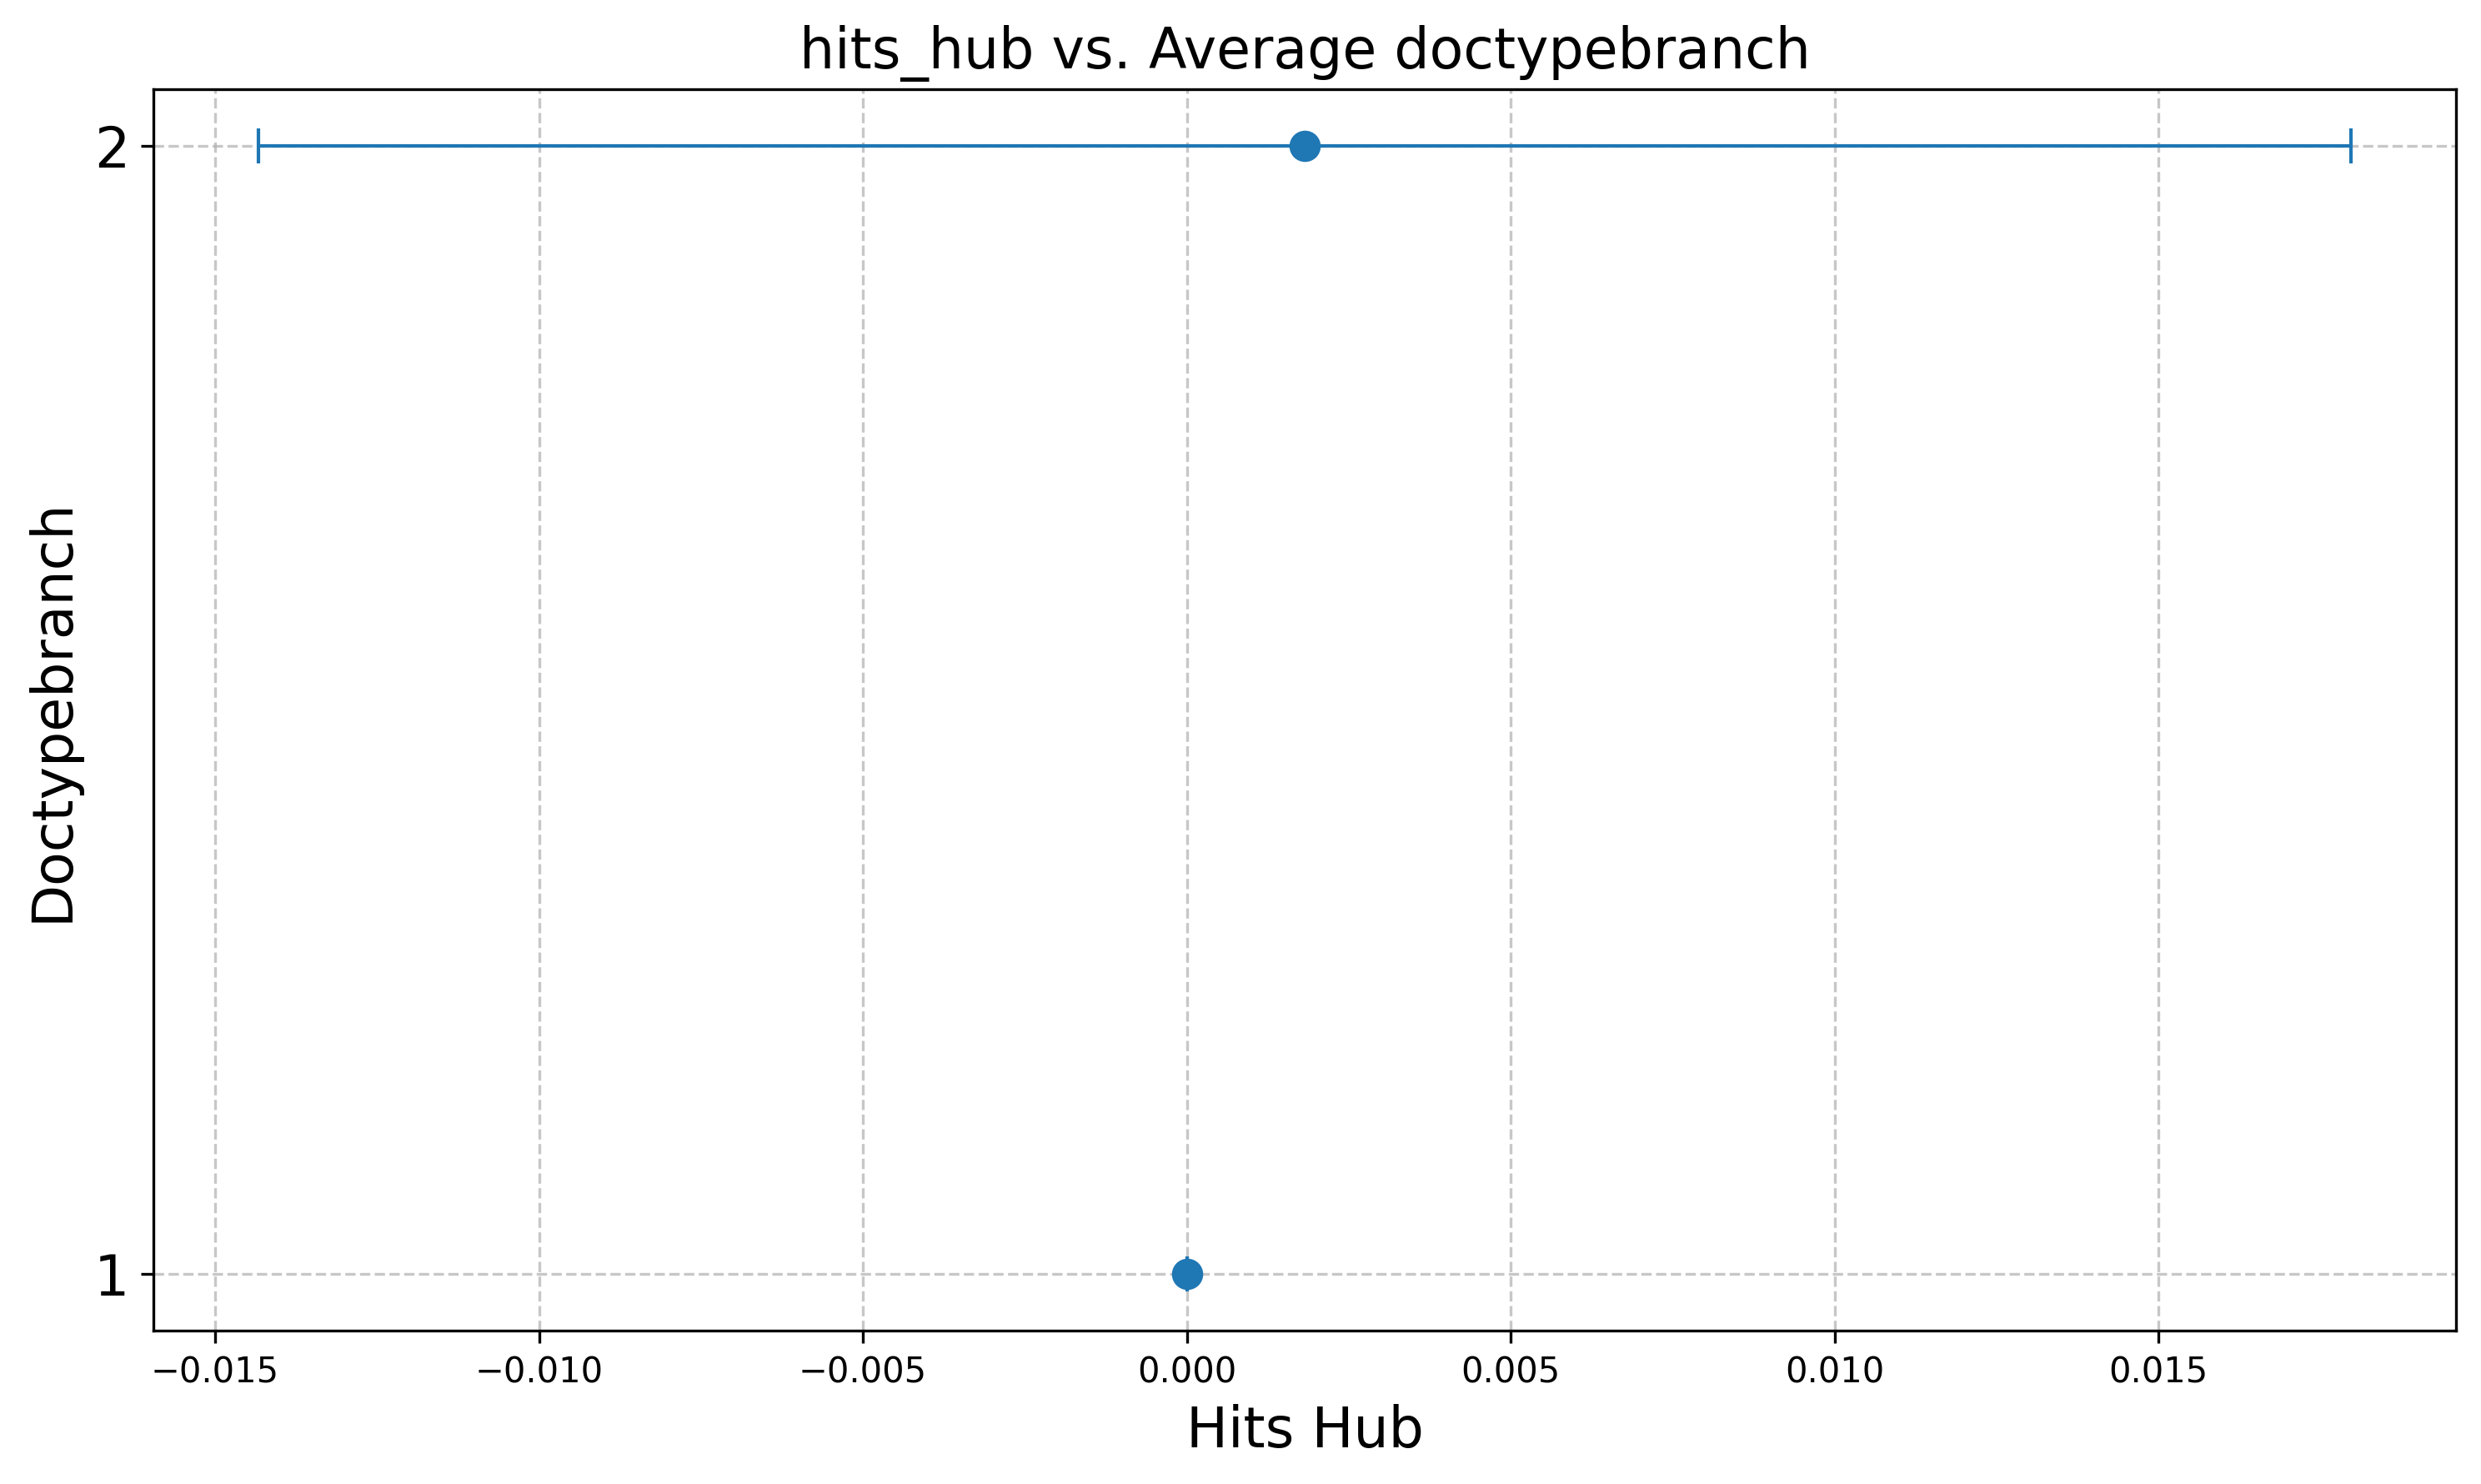 hits_hub vs. Average doctypebranch
2
Doctypebranch
1
−0.015 −0.010 −0.005 0.000 0.005 0.010 0.015
Hits Hub